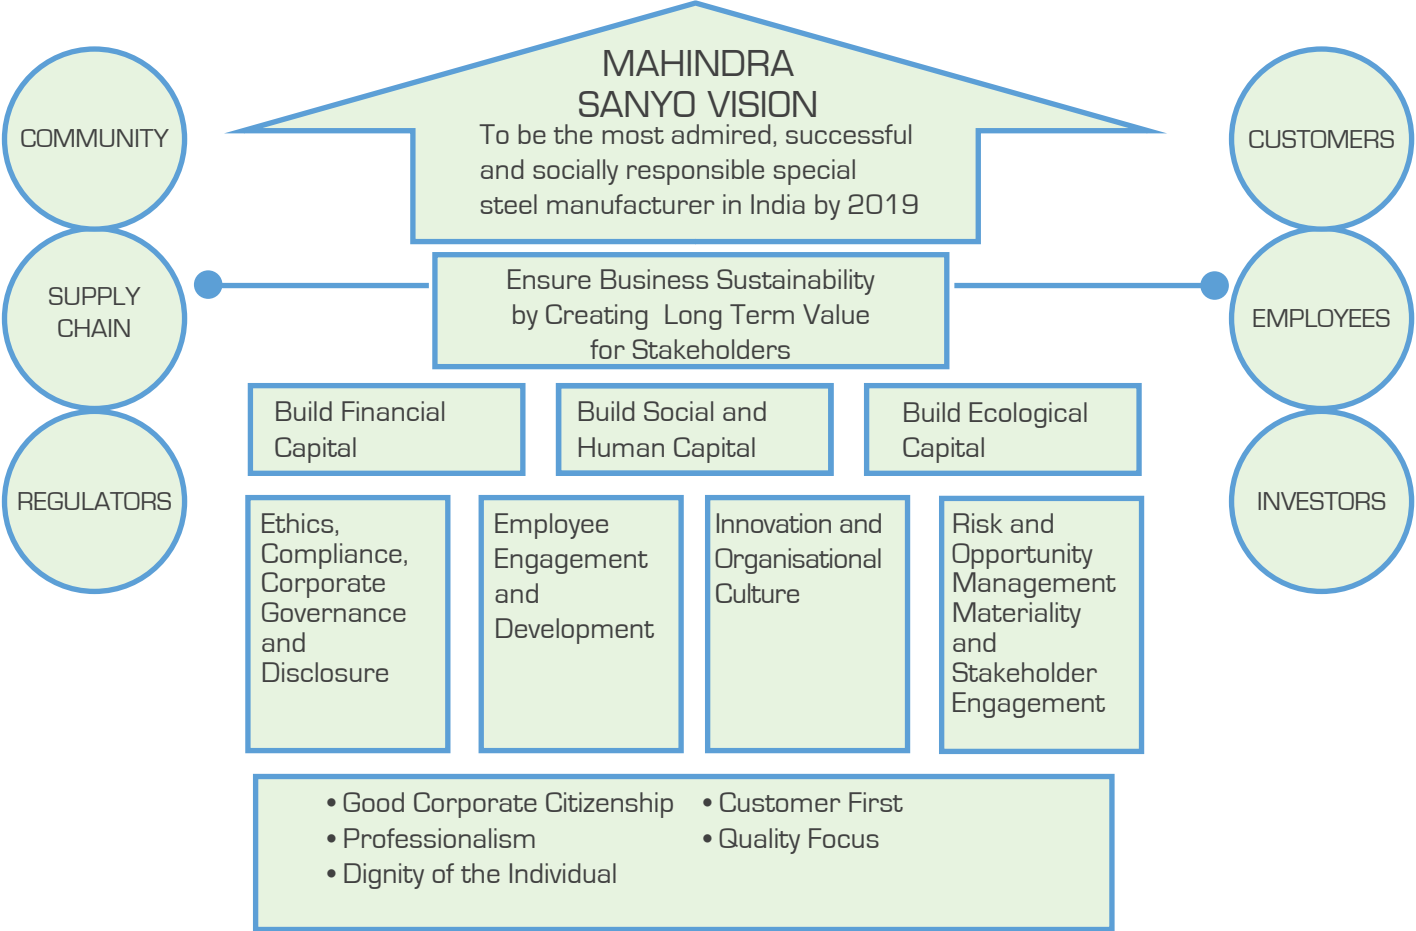 MAHINDRA
SANYO VISION
To be the most admired, successful
and socially responsible special
steel manufacturer in India by 2019
COMMUNITY
SUPPLY
CHAIN
REGULATORS
CUSTOMERS
EMPLOYEES
INVESTORS
Ensure Business Sustainability
by Creating Long Term Value
for Stakeholders
Build Financial
Capital
Build Social and
Human Capital
Build Ecological
Capital
Ethics,
Compliance,
Corporate
Governance
and
Disclosure
Employee
Engagement
and
Development
Innovation and
Organisational
Culture
Risk and
Opportunity
Management
Materiality
and
Stakeholder
Engagement
• Good Corporate Citizenship
• Professionalism
• Dignity of the Individual
• Customer First
• Quality Focus